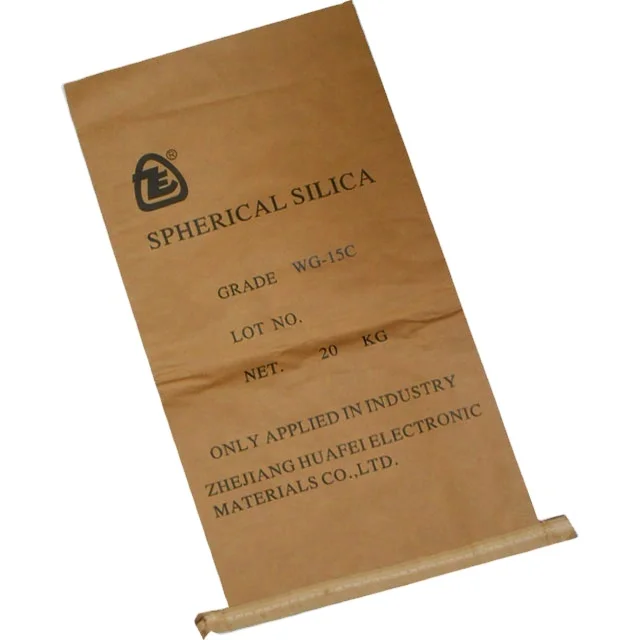 ZE®
SPHERICAL SILICA
GRADE WG-15C
LOT NO.
NET. 20 KG
ONLY APPLIED IN INDUSTRY
ZHEJIANG HUAFEI ELECTRONIC
MATERIALS CO.,LTD.